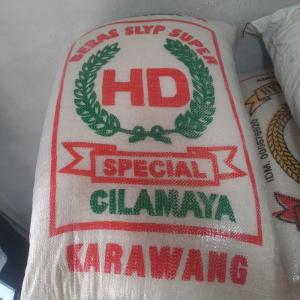 BERAS SLYP SUPER
HD
SPECIAL
CILAMAYA
KARAWANG